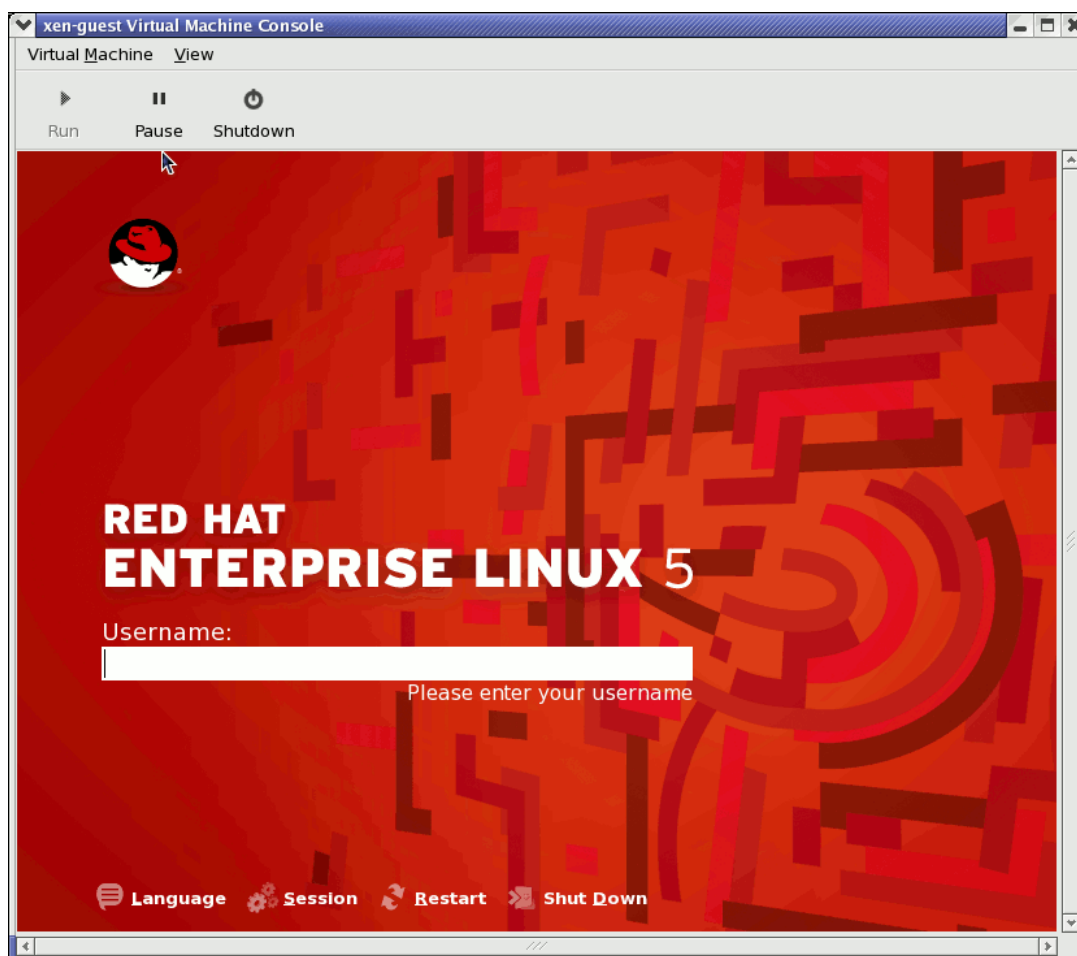 xen-guest Virtual Machine Console
Virtual Machine View
Run Pause Shutdown
RED HAT
ENTERPRISE LINUX 5
Username:
Please enter your username
Language Session Restart Shut Down